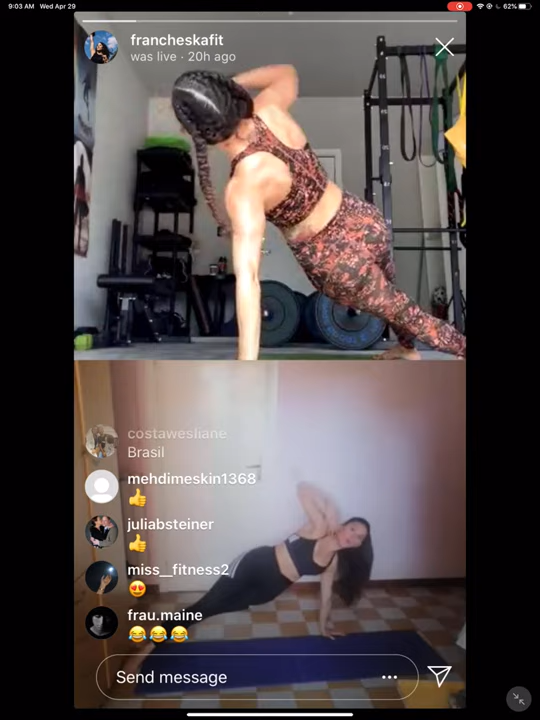 9:03 AM Wed Apr 29
62%
francheskafit
was live · 20h ago
costawesliane
Brasil
mehdimeskin1368
👍
juliabsteiner
👍
miss__fitness2
😍
frau.maine
😂😂😂
Send message